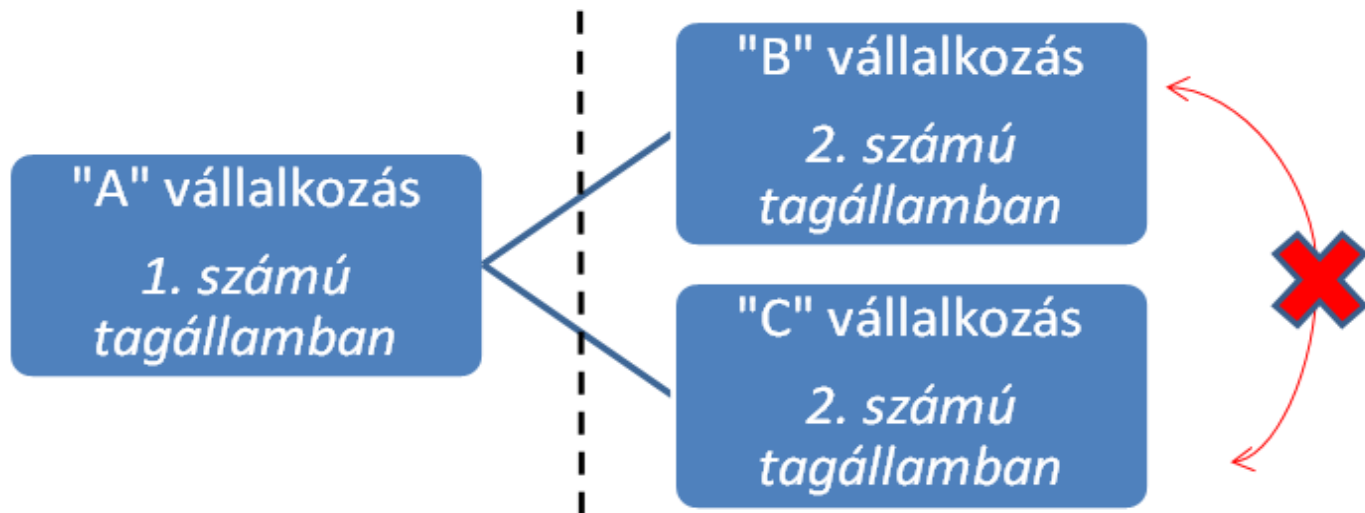 "A" vállalkozás
1. számú
tagállamban
"B" vállalkozás
2. számú
tagállamban
"C" vállalkozás
2. számú
tagállamban